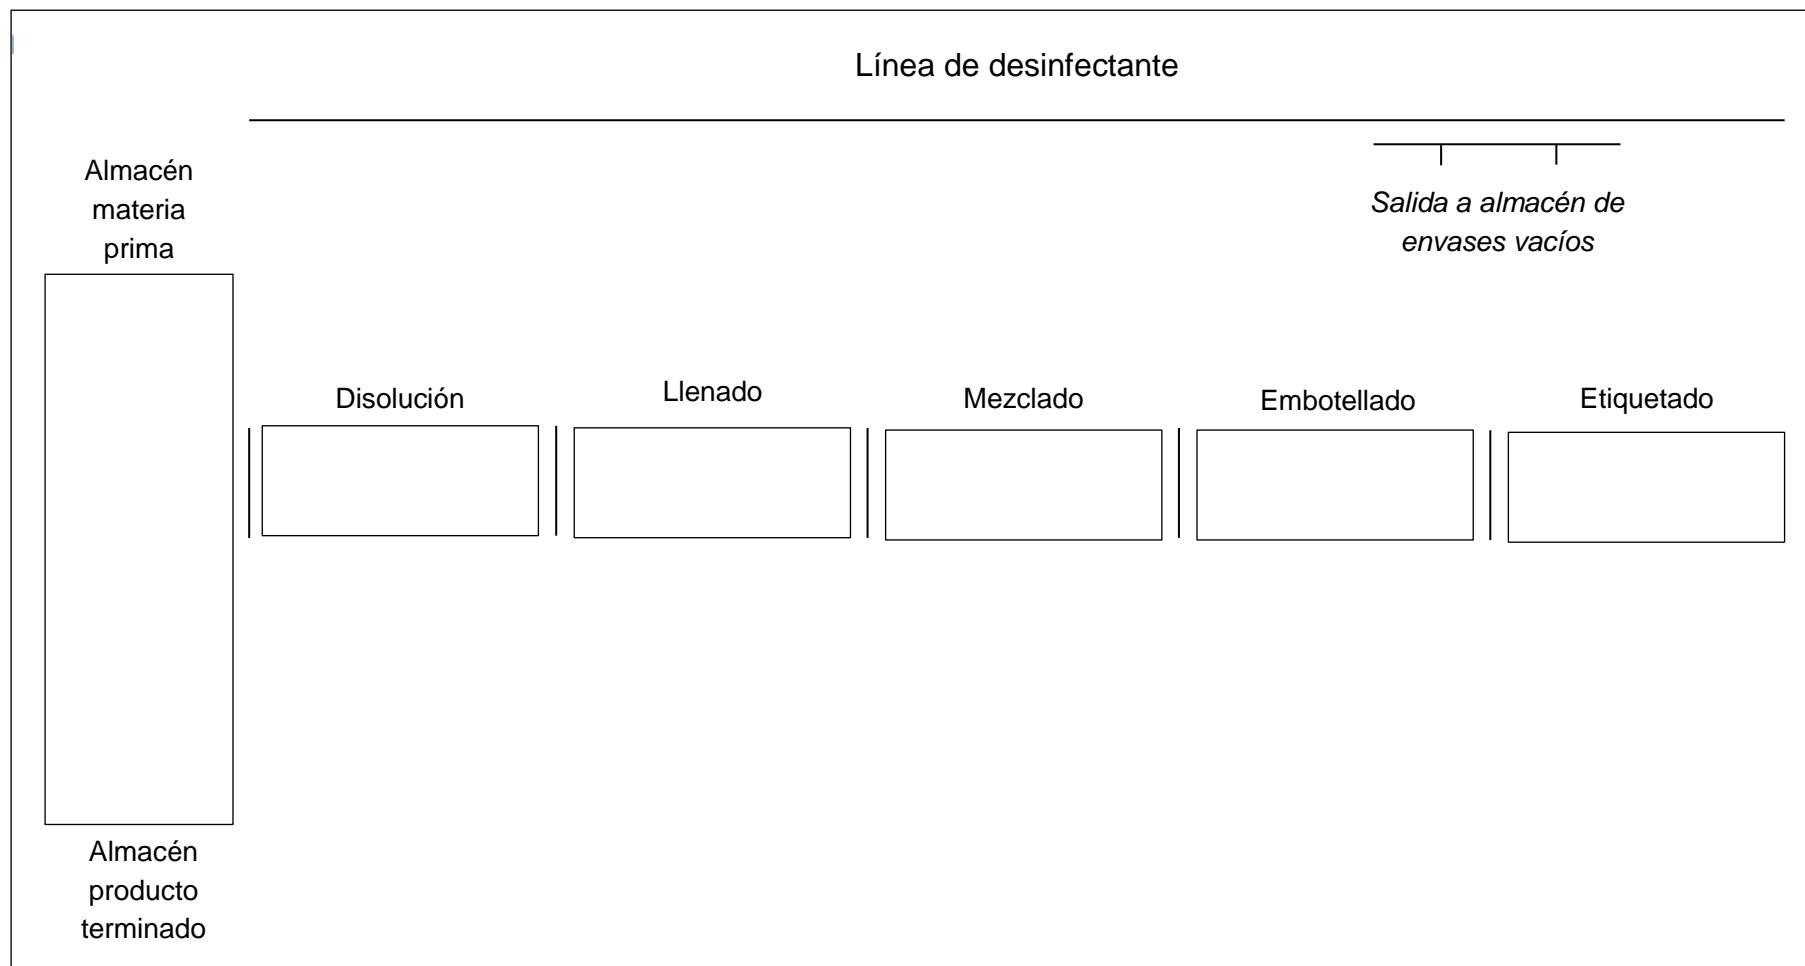 Línea de desinfectante
Almacén
materia
prima
Salida a almacén de
envases vacíos
Disolución
Llenado
Mezclado
Embotellado
Etiquetado
Almacén
producto
terminado